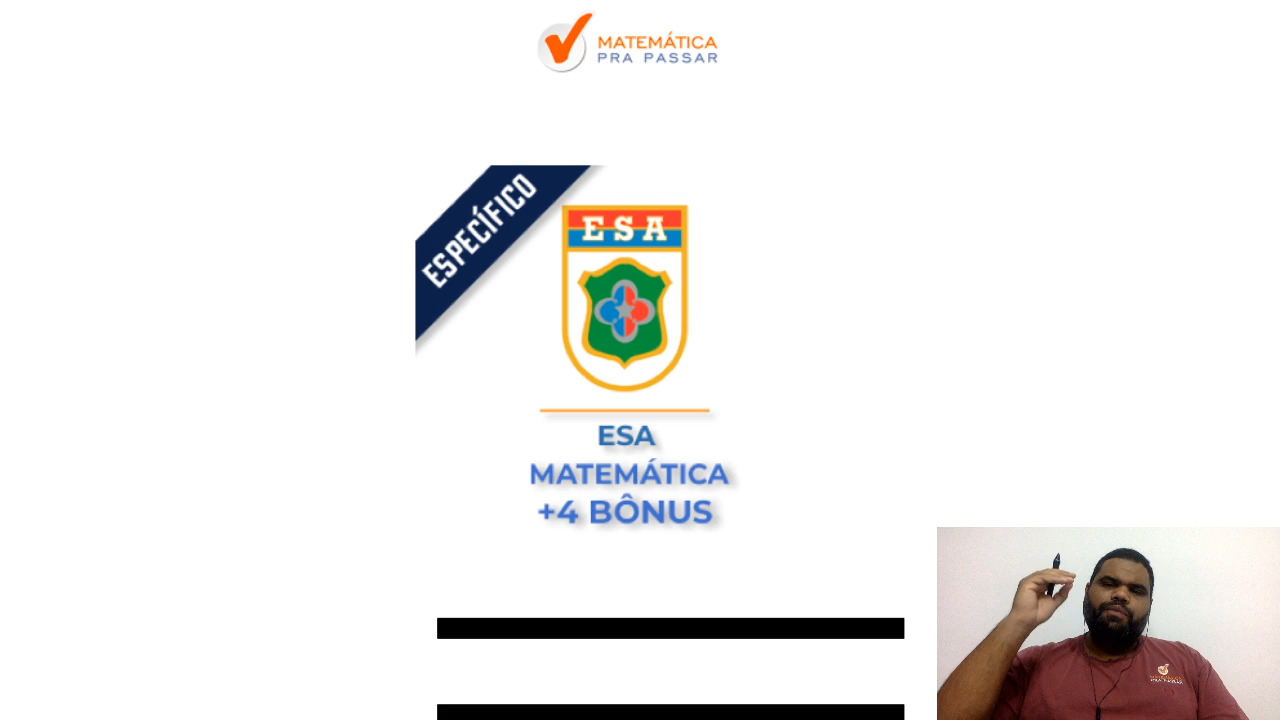 MATEMÁTICA
PRA PASSAR
ESPECÍFICO
ESA
ESA
MATEMÁTICA
+4 BÔNUS